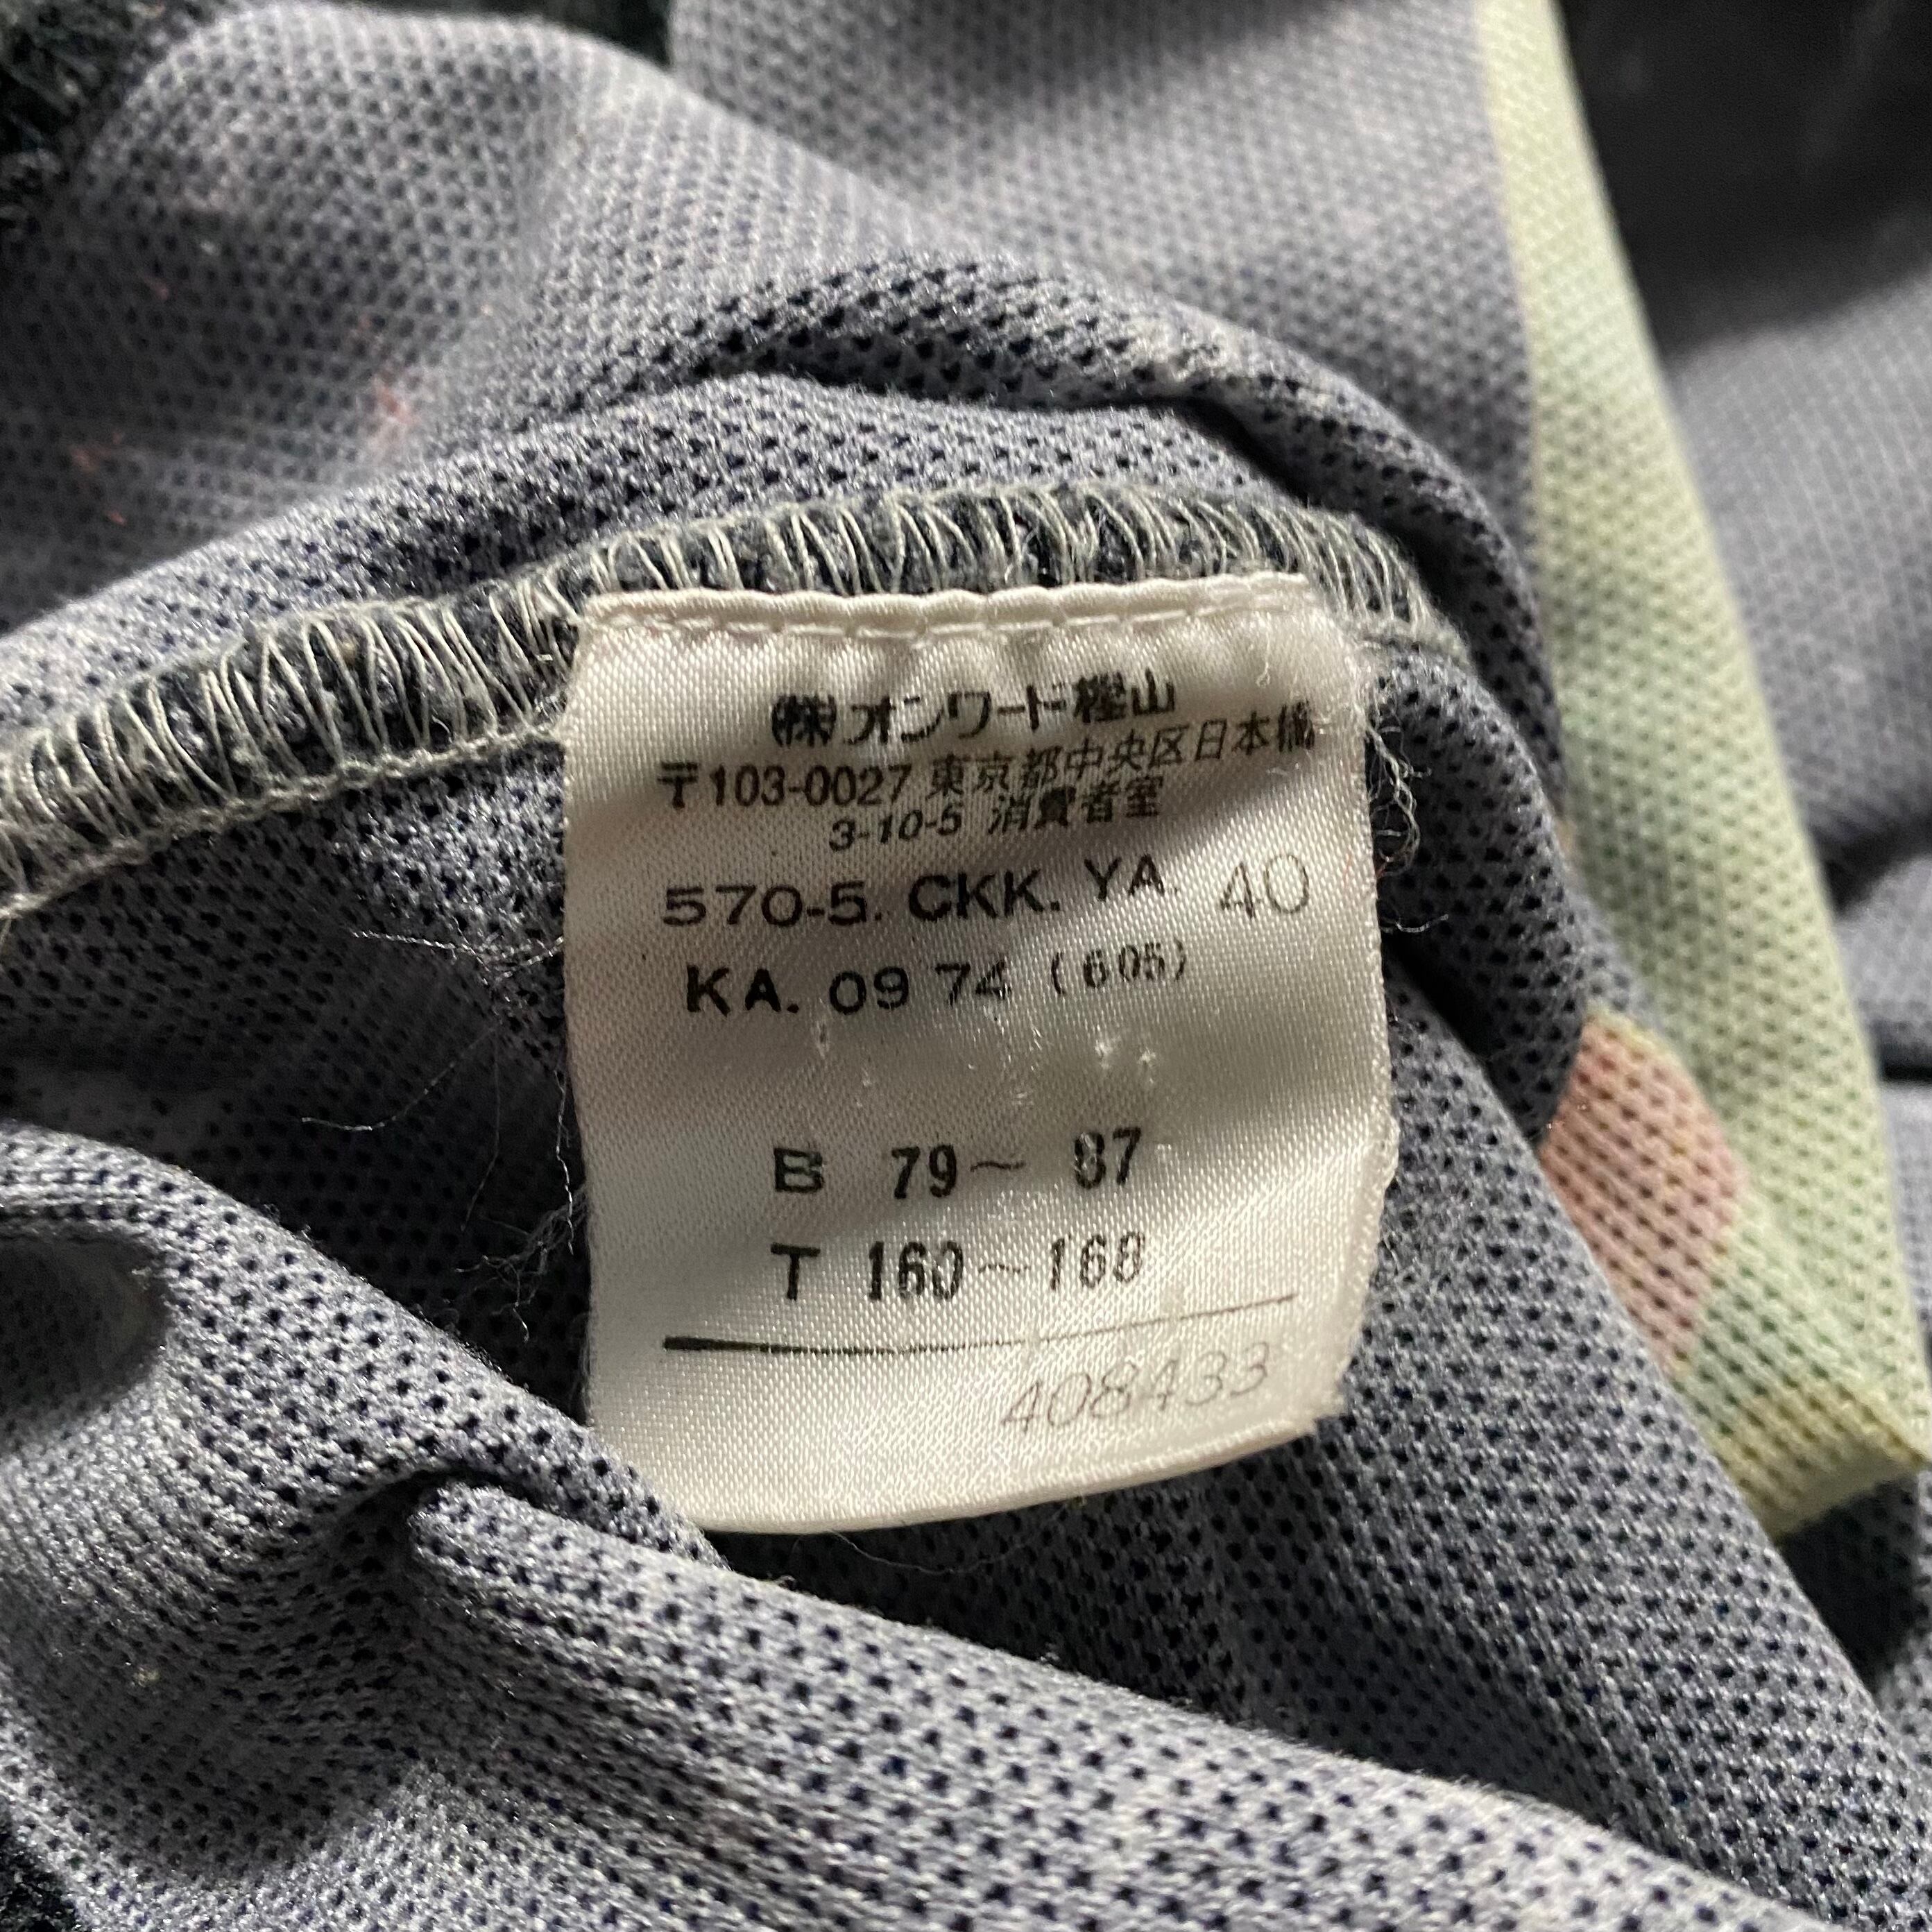 ㈱オンワード樫山
〒103-0027 東京都中央区日本橋
3-10-5 消費者室
570-5. CKK. YA. 40
KA. 09 74 (605)
B 79～ 87
T 160～168
408433